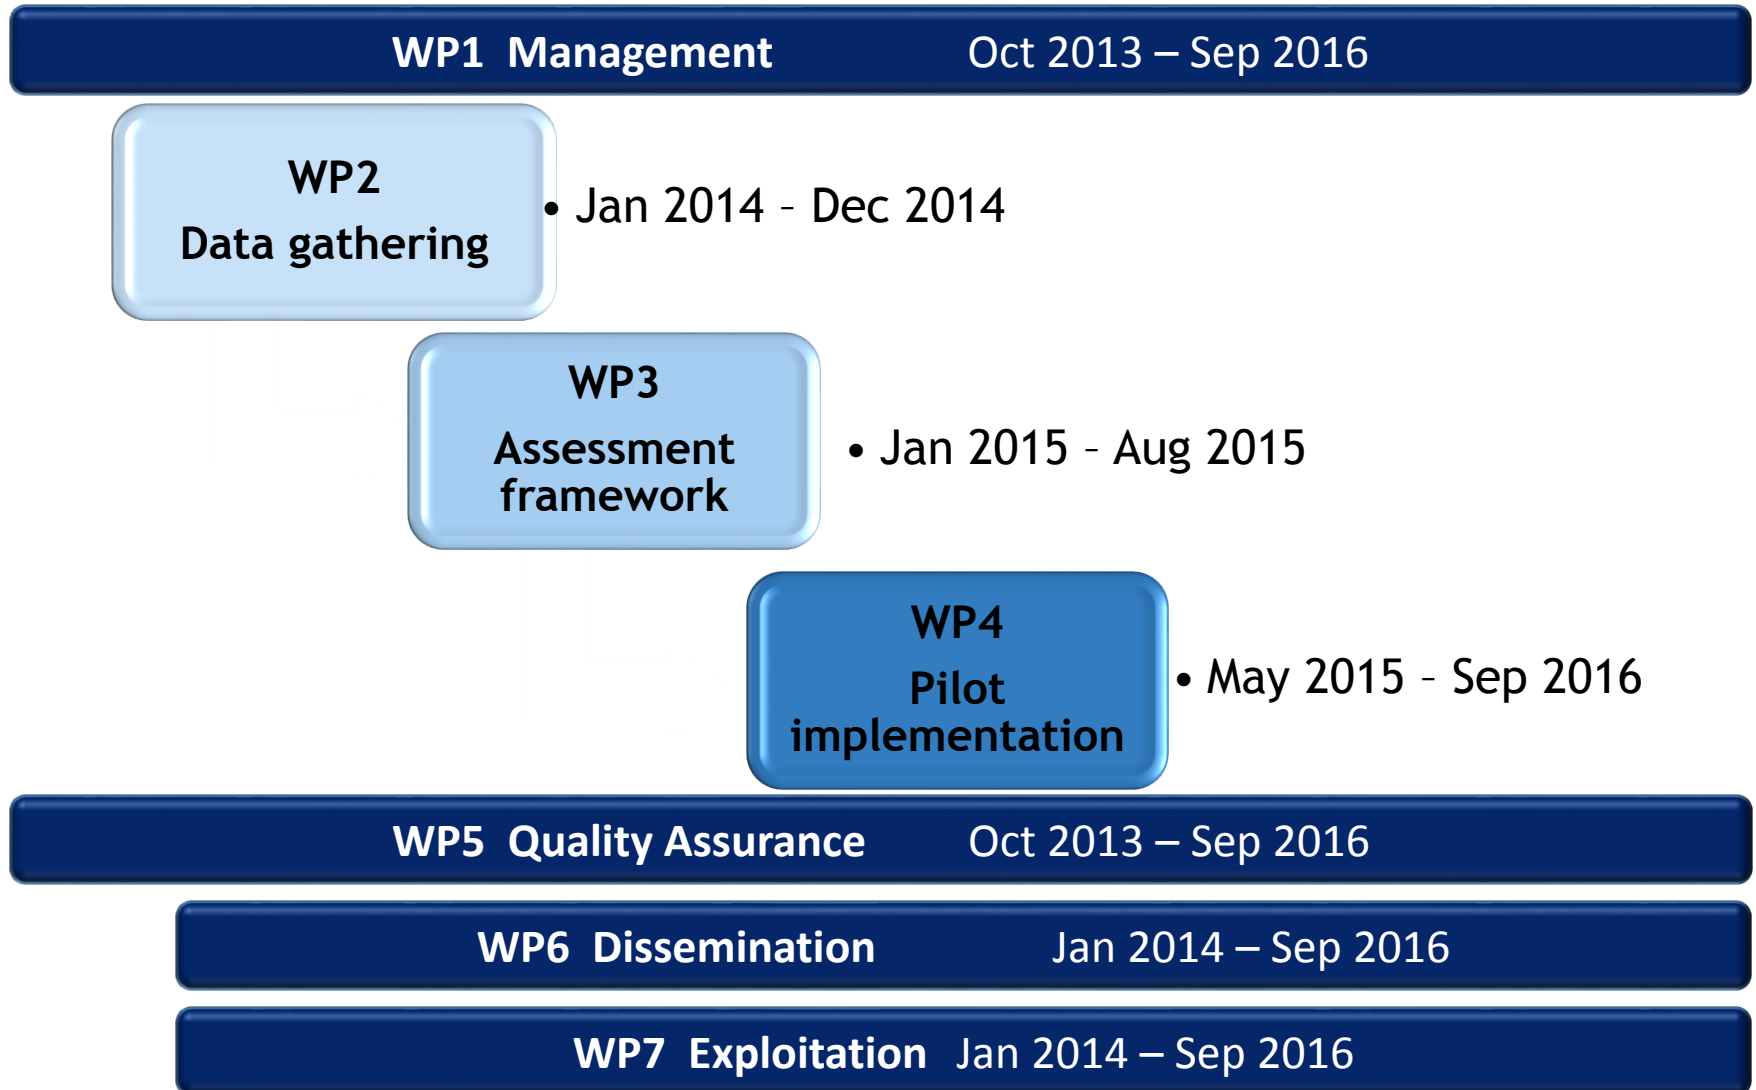 WP1 Management Oct 2013 – Sep 2016
WP2
Data gathering
• Jan 2014 - Dec 2014
WP3
Assessment
framework
• Jan 2015 - Aug 2015
WP4
Pilot
implementation
• May 2015 - Sep 2016
WP5 Quality Assurance Oct 2013 – Sep 2016
WP6 Dissemination Jan 2014 – Sep 2016
WP7 Exploitation Jan 2014 – Sep 2016